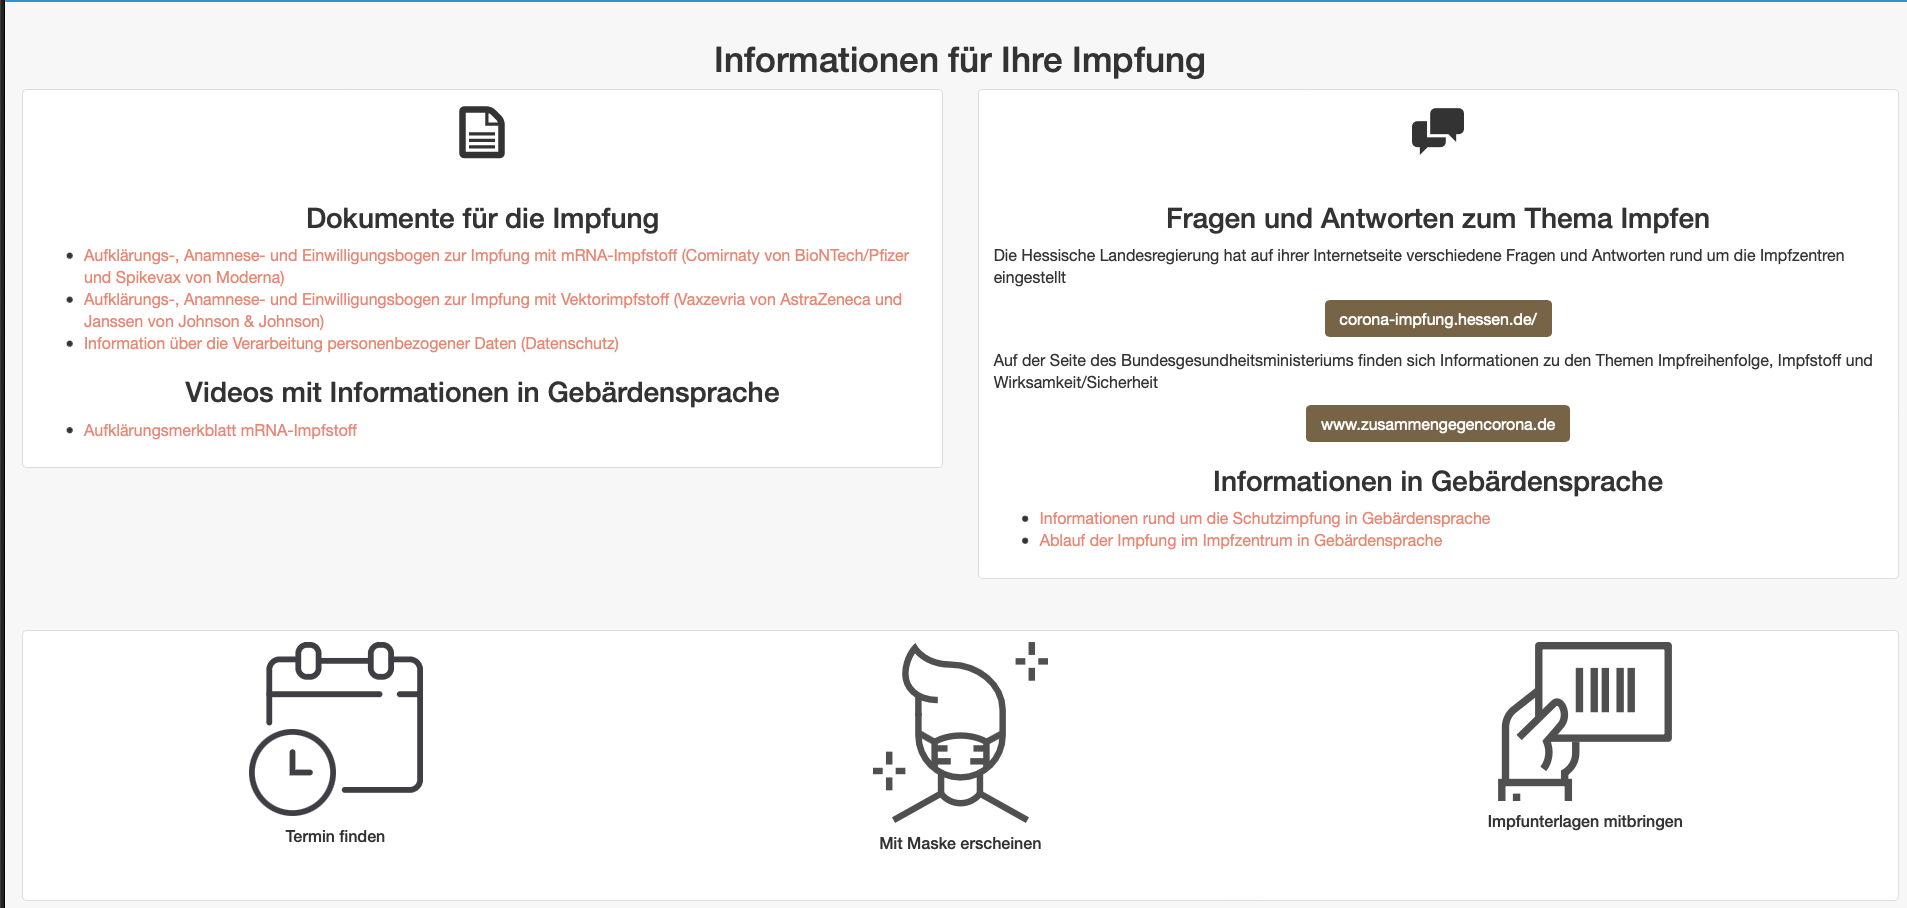 Informationen für Ihre Impfung
Dokumente für die Impfung
Aufklärungs-, Anamnese- und Einwilligungsbogen zur Impfung mit mRNA-Impfstoff (Comirnaty von BioNTech/Pfizer
und Spikevax von Moderna)
Aufklärungs-, Anamnese- und Einwilligungsbogen zur Impfung mit Vektorimpfstoff (Vaxzevria von AstraZeneca und
Janssen von Johnson & Johnson)
Information über die Verarbeitung personenbezogener Daten (Datenschutz)
Videos mit Informationen in Gebärdensprache
Aufklärungsmerkblatt mRNA-Impfstoff
Fragen und Antworten zum Thema Impfen
Die Hessische Landesregierung hat auf ihrer Internetseite verschiedene Fragen und Antworten rund um die Impfzentren
eingestellt
corona-impfung.hessen.de/
Auf der Seite des Bundesgesundheitsministeriums finden sich Informationen zu den Themen Impfreihenfolge, Impfstoff und
Wirksamkeit/Sicherheit
www.zusammengegencorona.de
Informationen in Gebärdensprache
Informationen rund um die Schutzimpfung in Gebärdensprache
Ablauf der Impfung im Impfzentrum in Gebärdensprache
Termin finden
Mit Maske erscheinen
Impfunterlagen mitbringen